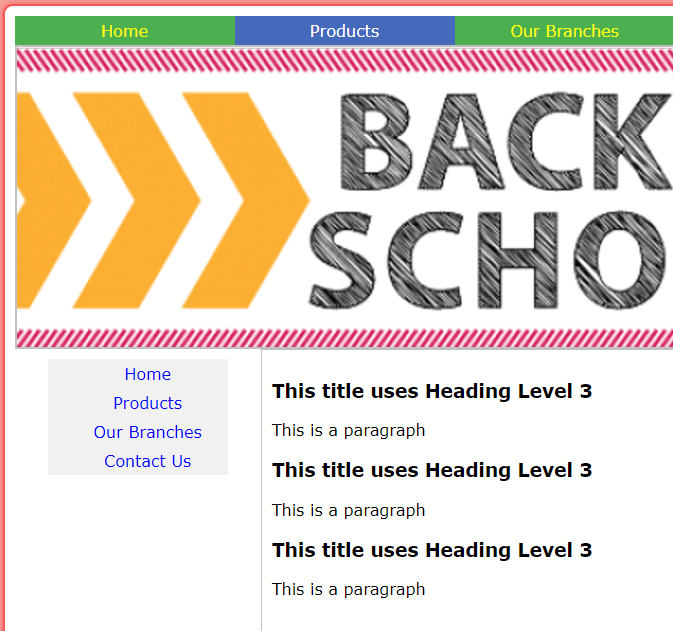 Home Products Our Branches
BACK
SCHO
Home
Products
Our Branches
Contact Us
This title uses Heading Level 3
This is a paragraph
This title uses Heading Level 3
This is a paragraph
This title uses Heading Level 3
This is a paragraph